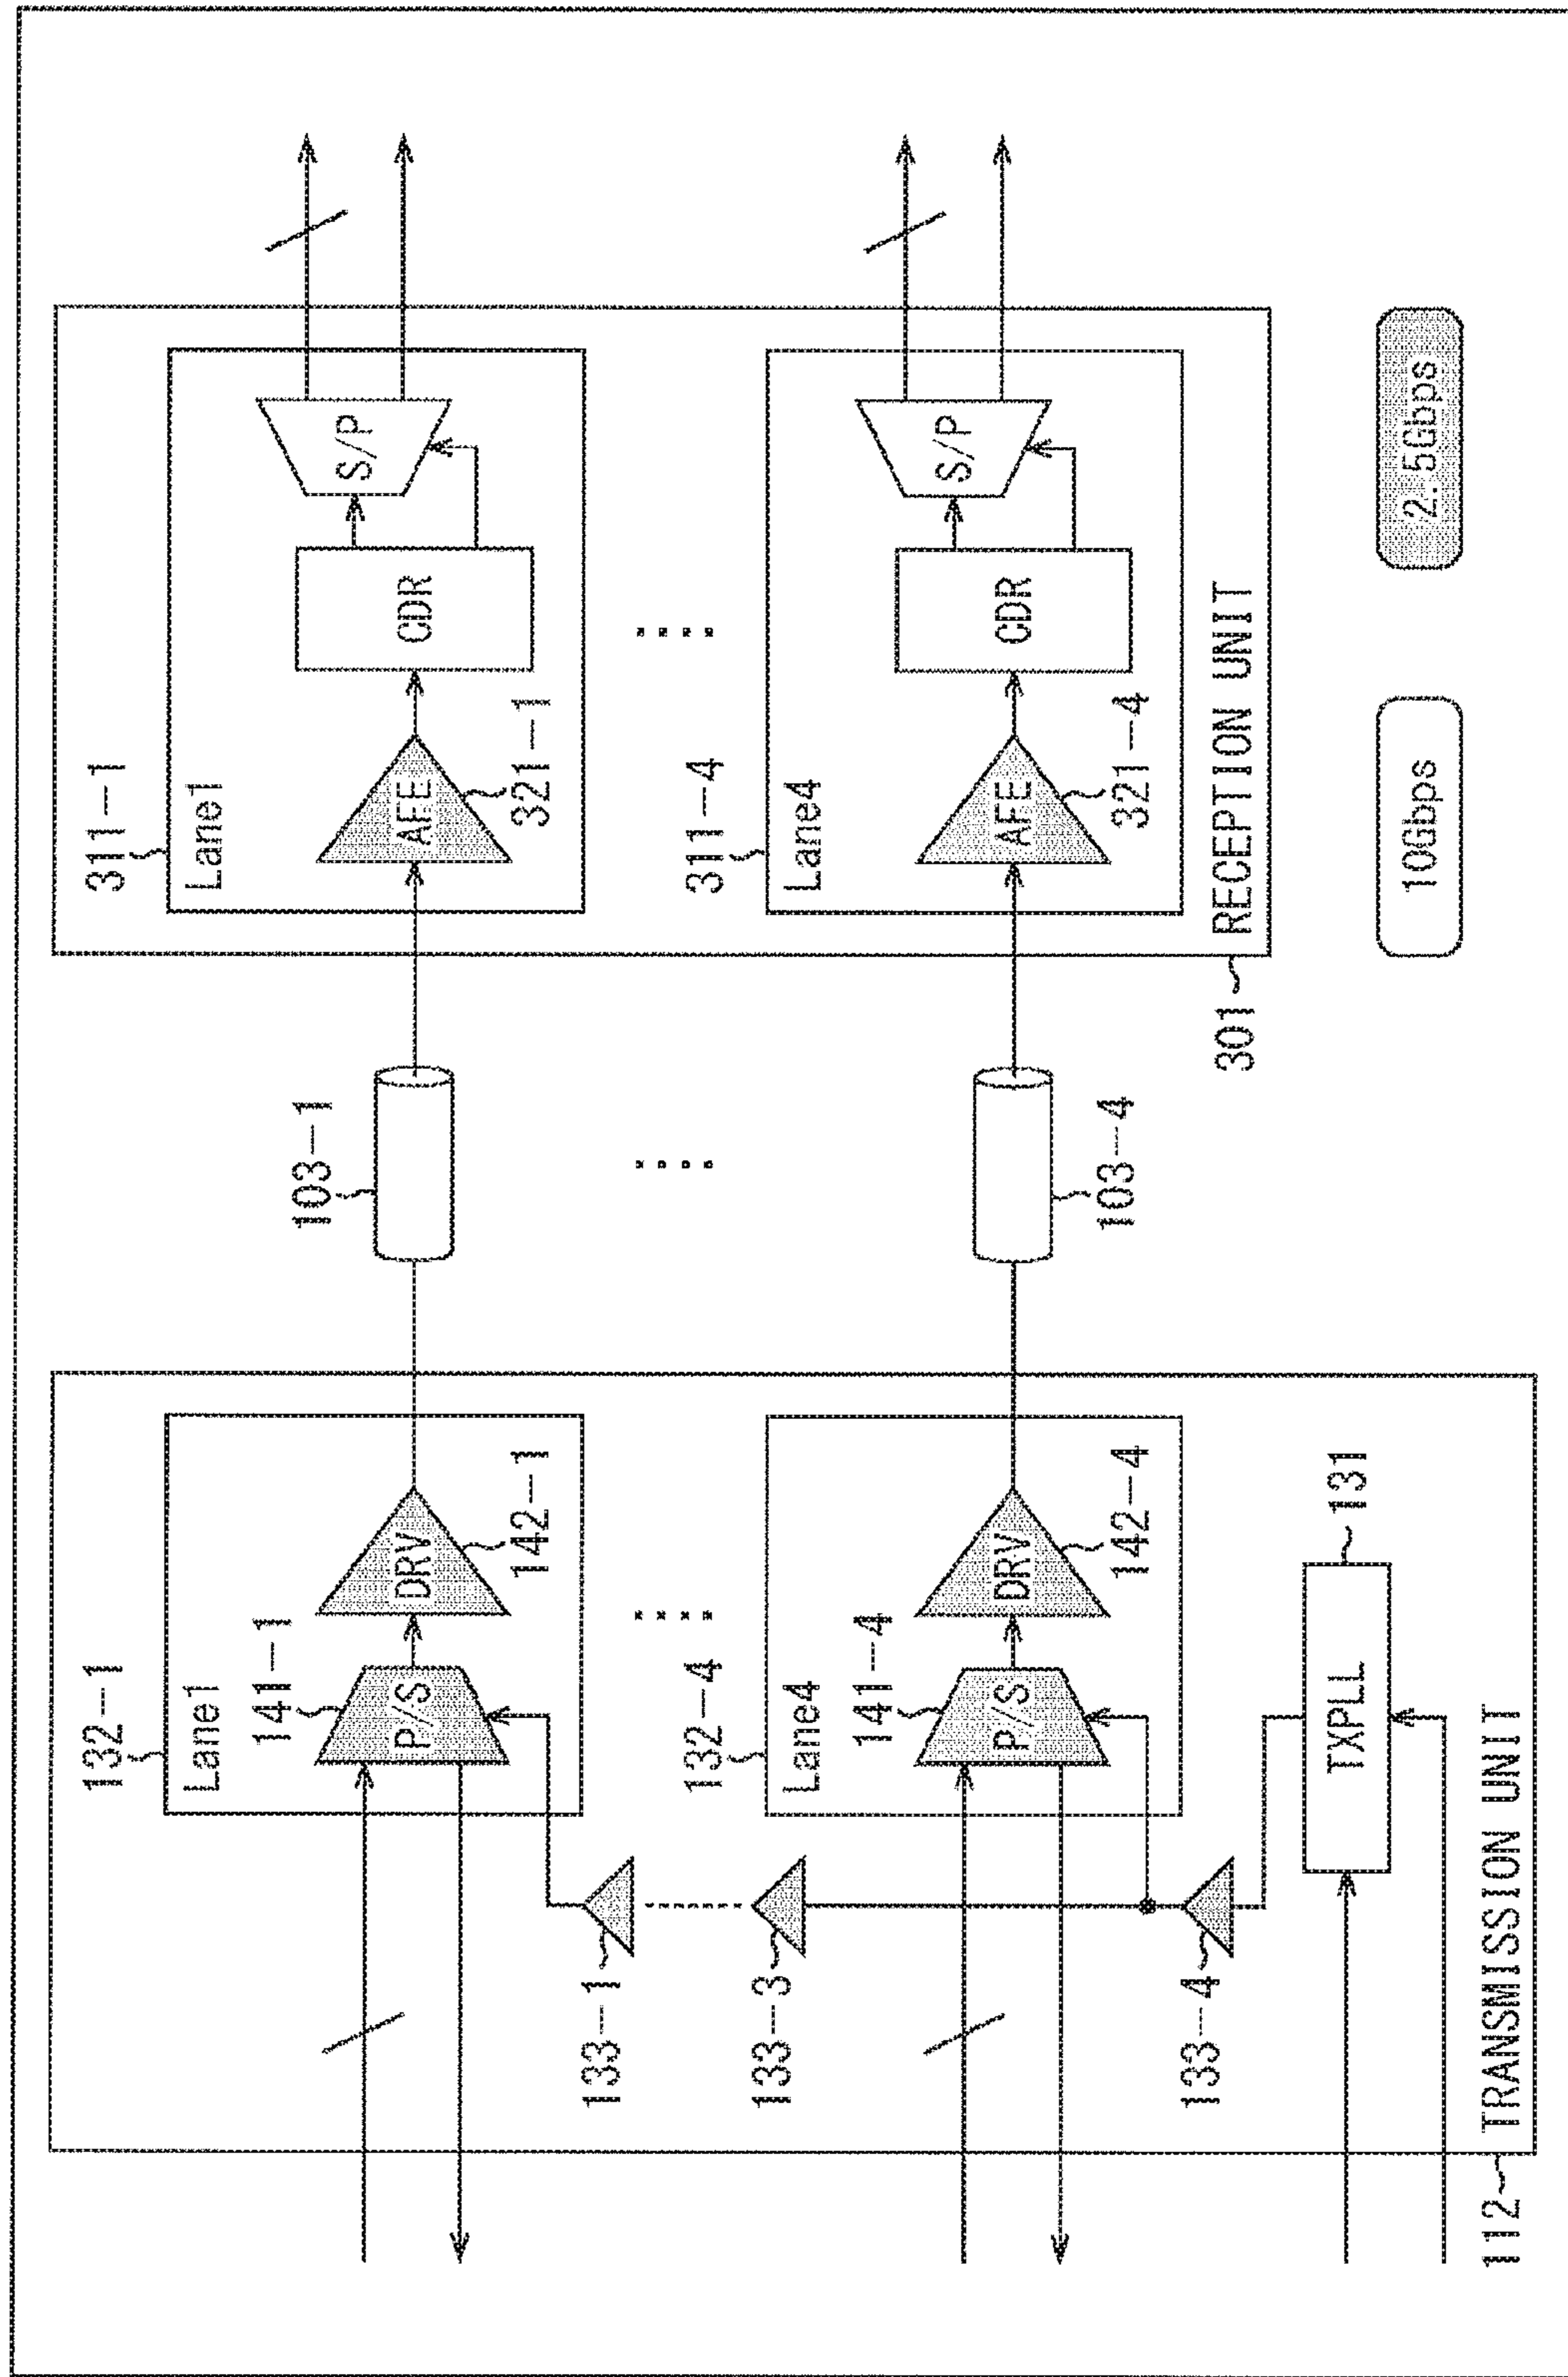 132-1
Lane1
141-1
P/S
DRV
142-1
103-1
311-1
Lane1
AFE
321-1
CDR
S/P
133-1
133-3
132-4
Lane4
141-4
P/S
DRV
142-4
103-4
311-4
Lane4
AFE
321-4
CDR
S/P
133-4
TXPLL
131
112
TRANSMISSION UNIT
301
RECEPTION UNIT
10Gbps
2.5Gbps